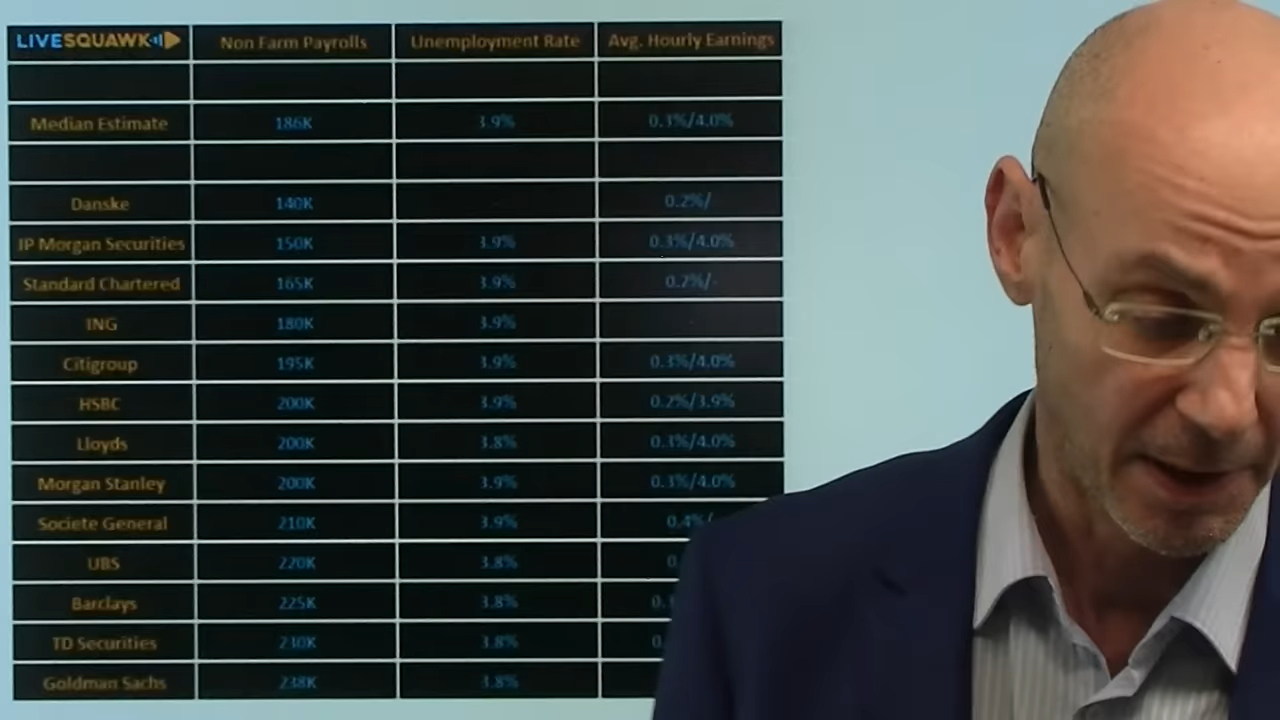 LIVESQUAWK Non Farm Payrolls Unemployment Rate Avg. Hourly Earnings
Median Estimate 186K 3.9% 0.3%/4.0%
Danske 140K 0.2%/
JP Morgan Securities 150K 3.9% 0.3%/4.0%
Standard Chartered 165K 3.9% 0.2%/-
ING 180K 3.9%
Citigroup 195K 3.9% 0.3%/4.0%
HSBC 200K 3.9% 0.2%/3.9%
Lloyds 200K 3.8% 0.3%/4.0%
Morgan Stanley 200K 3.9% 0.3%/4.0%
Societe General 210K 3.9% 0.4%/
UBS 220K 3.8% 0.
Barclays 225K 3.8% 0.
TD Securities 230K 3.8% 0.
Goldman Sachs 238K 3.8%